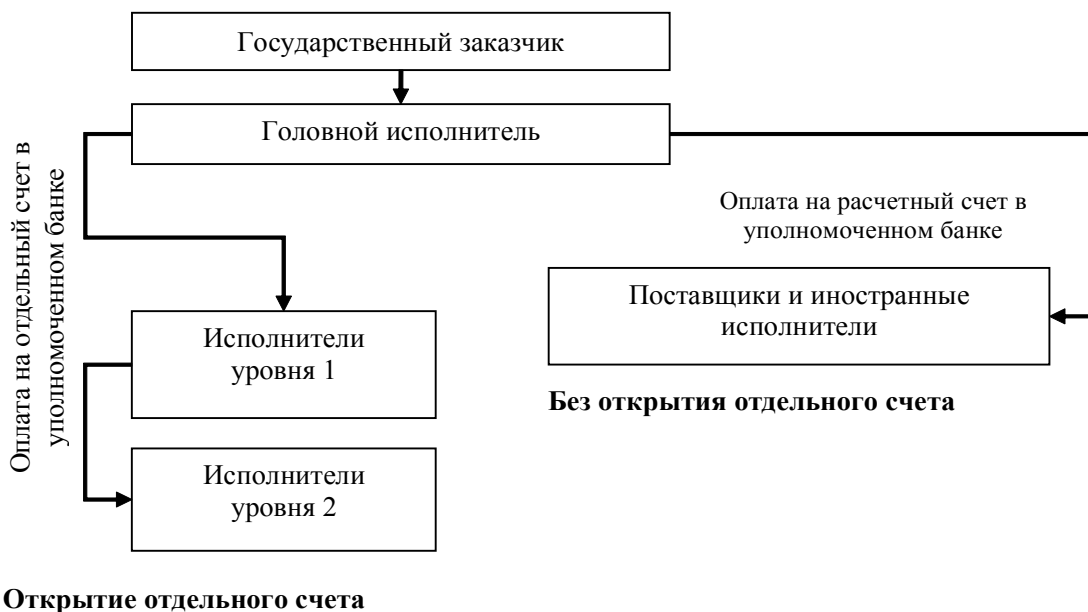 Государственный заказчик
Головной исполнитель
Оплата на отдельный счет в
уполномоченном банке
Оплата на расчетный счет в
уполномоченном банке
Поставщики и иностранные
исполнители
Исполнители
уровня 1
Без открытия отдельного счета
Исполнители
уровня 2
Открытие отдельного счета